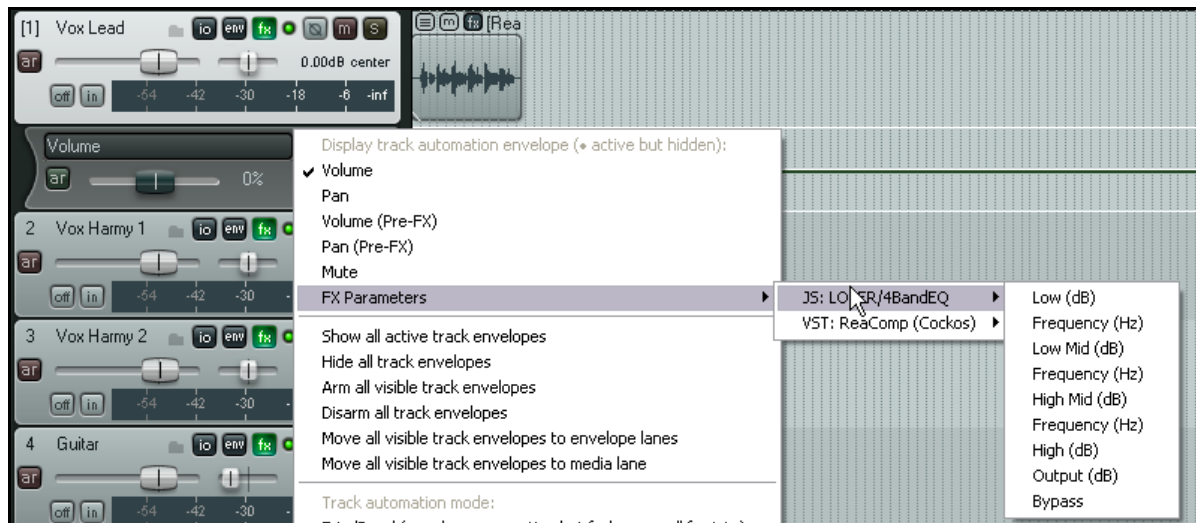 [1] Vox Lead io env fx m S
ar 0.00dB center
off in -54 -42 -30 -18 -6 -inf
m fx [Rea
Volume
ar 0%
2 Vox Harmy 1 io env fx
ar
off in -54 -42 -30 -
3 Vox Harmy 2 io env fx
ar
off in -54 -42 -30 -
4 Guitar io env fx
ar
off in -54 -42 -30 -
Display track automation envelope (• active but hidden):
Volume
Pan
Volume (Pre-FX)
Pan (Pre-FX)
Mute
FX Parameters
Show all active track envelopes
Hide all track envelopes
Arm all visible track envelopes
Disarm all track envelopes
Move all visible track envelopes to envelope lanes
Move all visible track envelopes to media lane
Track automation mode:
JS: LOSER/4BandEQ
VST: ReaComp (Cockos)
Low (dB)
Frequency (Hz)
Low Mid (dB)
Frequency (Hz)
High Mid (dB)
Frequency (Hz)
High (dB)
Output (dB)
Bypass